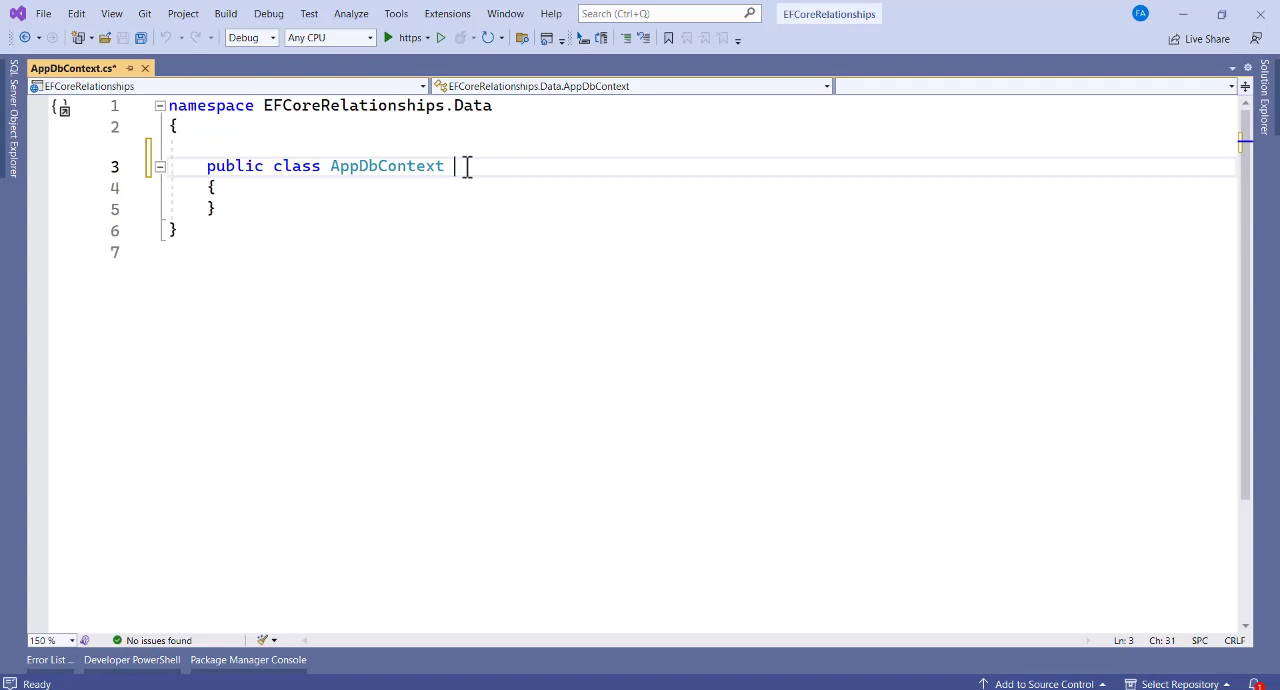 File Edit View Git Project Build Debug Test Analyze Tools Extensions Window Help Search (Ctrl+Q) EFCoreRelationships FA
Debug Any CPU https Live Share
SQL Server Object Explorer
AppDbContext.cs*
Solution Explorer
EFCoreRelationships EFCoreRelationships.Data.AppDbContext
1 namespace EFCoreRelationships.Data
2 {
3 public class AppDbContext
4 {
5 }
6 }
7
150 % No issues found Ln: 3 Ch: 31 SPC CRLF
Error List ... Developer PowerShell Package Manager Console
Ready Add to Source Control Select Repository 1